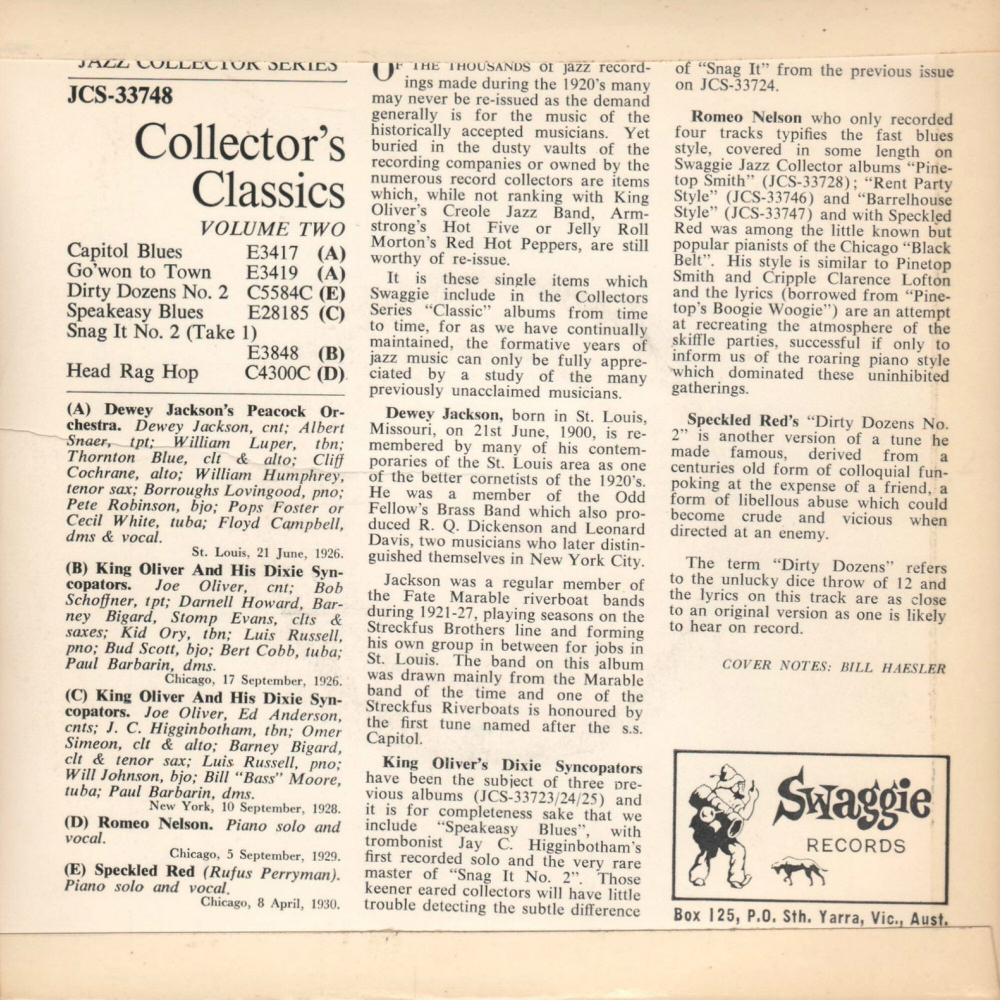 JAZZ COLLECTOR SERIES
JCS-33748
Collector's
Classics
VOLUME TWO
Capitol Blues E3417 (A)
Go'won to Town E3419 (A)
Dirty Dozens No. 2 C5584C (E)
Speakeasy Blues E28185 (C)
Snag It No. 2 (Take 1)
E3848 (B)
Head Rag Hop C4300C (D)
(A) Dewey Jackson's Peacock Or-
chestra. Dewey Jackson, cnt; Albert
Snaer, tpt; William Luper, tbn;
Thornton Blue, clt & alto; Cliff
Cochrane, alto; William Humphrey,
tenor sax; Borroughs Lovingood, pno;
Pete Robinson, bjo; Pops Foster or
Cecil White, tuba; Floyd Campbell,
dms & vocal.
St. Louis, 21 June, 1926.
(B) King Oliver And His Dixie Syn-
copators. Joe Oliver, cnt; Bob
Schoffner, tpt; Darnell Howard, Bar-
ney Bigard, Stomp Evans, clts &
saxes; Kid Ory, tbn; Luis Russell,
pno; Bud Scott, bjo; Bert Cobb, tuba;
Paul Barbarin, dms.
Chicago, 17 September, 1926.
(C) King Oliver And His Dixie Syn-
copators. Joe Oliver, Ed Anderson,
cnts; J. C. Higginbotham, tbn; Omer
Simeon, clt & alto; Barney Bigard,
clt & tenor sax; Luis Russell, pno;
Will Johnson, bjo; Bill "Bass" Moore,
tuba; Paul Barbarin, dms.
New York, 10 September, 1928.
(D) Romeo Nelson. Piano solo and
vocal.
Chicago, 5 September, 1929.
(E) Speckled Red (Rufus Perryman).
Piano solo and vocal.
Chicago, 8 April, 1930.
OF THE THOUSANDS of jazz record-
ings made during the 1920's many
may never be re-issued as the demand
generally is for the music of the
historically accepted musicians. Yet
buried in the dusty vaults of the
recording companies or owned by the
numerous record collectors are items
which, while not ranking with King
Oliver's Creole Jazz Band, Arm-
strong's Hot Five or Jelly Roll
Morton's Red Hot Peppers, are still
worthy of re-issue.
It is these single items which
Swaggie include in the Collectors
Series "Classic" albums from time
to time, for as we have continually
maintained, the formative years of
jazz music can only be fully appre-
ciated by a study of the many
previously unacclaimed musicians.
Dewey Jackson, born in St. Louis,
Missouri, on 21st June, 1900, is re-
membered by many of his contem-
poraries of the St. Louis area as one
of the better cornetists of the 1920's.
He was a member of the Odd
Fellow's Brass Band which also pro-
duced R. Q. Dickenson and Leonard
Davis, two musicians who later distin-
guished themselves in New York City.
Jackson was a regular member of
the Fate Marable riverboat bands
during 1921-27, playing seasons on the
Streckfus Brothers line and forming
his own group in between for jobs in
St. Louis. The band on this album
was drawn mainly from the Marable
band of the time and one of the
Streckfus Riverboats is honoured by
the first tune named after the s.s.
Capitol.
King Oliver's Dixie Syncopators
have been the subject of three pre-
vious albums (JCS-33723/24/25) and
it is for completeness sake that we
include "Speakeasy Blues", with
trombonist Jay C. Higginbotham's
first recorded solo and the very rare
master of "Snag It No. 2". Those
keener eared collectors will have little
trouble detecting the subtle difference
of "Snag It" from the previous issue
on JCS-33724.
Romeo Nelson who only recorded
four tracks typifies the fast blues
style, covered in some length on
Swaggie Jazz Collector albums "Pine-
top Smith" (JCS-33728); "Rent Party
Style" (JCS-33746) and "Barrelhouse
Style" (JCS-33747) and with Speckled
Red was among the little known but
popular pianists of the Chicago "Black
Belt". His style is similar to Pinetop
Smith and Cripple Clarence Lofton
and the lyrics (borrowed from "Pine-
top's Boogie Woogie") are an attempt
at recreating the atmosphere of the
skiffle parties, successful if only to
inform us of the roaring piano style
which dominated these uninhibited
gatherings.
Speckled Red's "Dirty Dozens No.
2" is another version of a tune he
made famous, derived from a
centuries old form of colloquial fun-
poking at the expense of a friend, a
form of libellous abuse which could
become crude and vicious when
directed at an enemy.
The term "Dirty Dozens" refers
to the unlucky dice throw of 12 and
the lyrics on this track are as close
to an original version as one is likely
to hear on record.
COVER NOTES: BILL HAESLER
Swaggie
RECORDS
Box 125, P.O. Sth. Yarra, Vic., Aust.